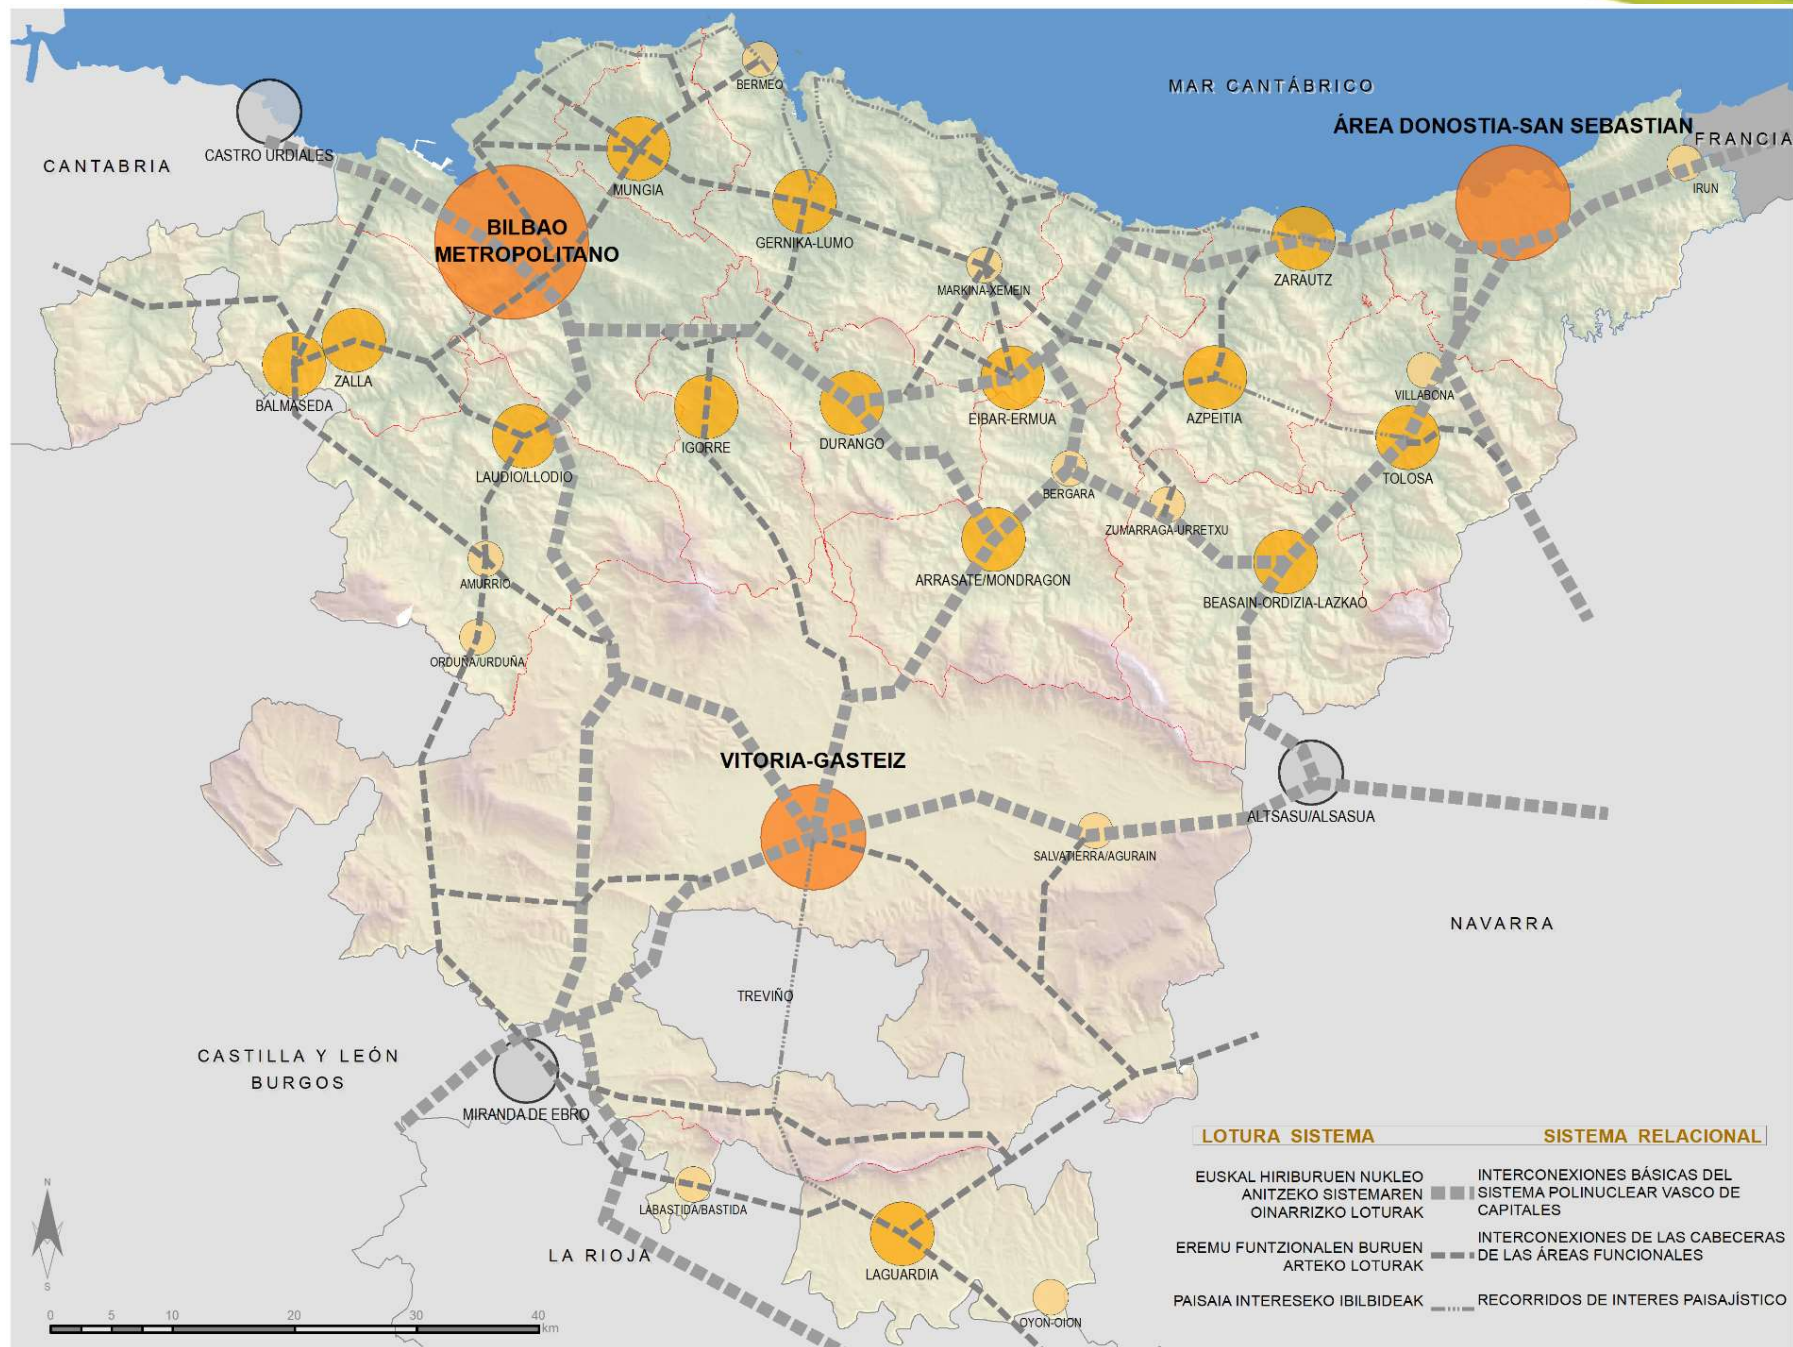 BERMEO
MAR CANTÁBRICO
ÁREA DONOSTIA-SAN SEBASTIAN
FRANCIA
CASTRO URDIALES
CANTABRIA
MUNGIA
IRUN
BILBAO
METROPOLITANO
GERNIKA-LUMO
MARKINA-XEMEIN
ZARAUTZ
ZALLA
BALMASEDA
VILLABONA
EIBAR-ERMUA
AZPEITIA
IGORRE
DURANGO
LAUDIO/LLODIO
TOLOSA
BERGARA
ZUMARRAGA-URRETXU
AMURRIO
ARRASATE/MONDRAGON
BEASAIN-ORDIZIA-LAZKAO
ORDUÑA/URDUÑA
VITORIA-GASTEIZ
ALTSASU/ALSASUA
SALVATIERRA/AGURAIN
NAVARRA
TREVIÑO
CASTILLA Y LEÓN
BURGOS
MIRANDA DE EBRO
LABASTIDA/BASTIDA
LA RIOJA
LAGUARDIA
OYON-OION
LOTURA SISTEMA
SISTEMA RELACIONAL
EUSKAL HIRIBURUEN NUKLEO
ANITZEKO SISTEMAREN
OINARRIZKO LOTURAK
INTERCONEXIONES BÁSICAS DEL
SISTEMA POLINUCLEAR VASCO DE
CAPITALES
EREMU FUNTZIONALEN BURUEN
ARTEKO LOTURAK
INTERCONEXIONES DE LAS CABECERAS
DE LAS ÁREAS FUNCIONALES
PAISAIA INTERESEKO IBILBIDEAK
RECORRIDOS DE INTERES PAISAJÍSTICO
N
S
0 5 10 20 30 40
km